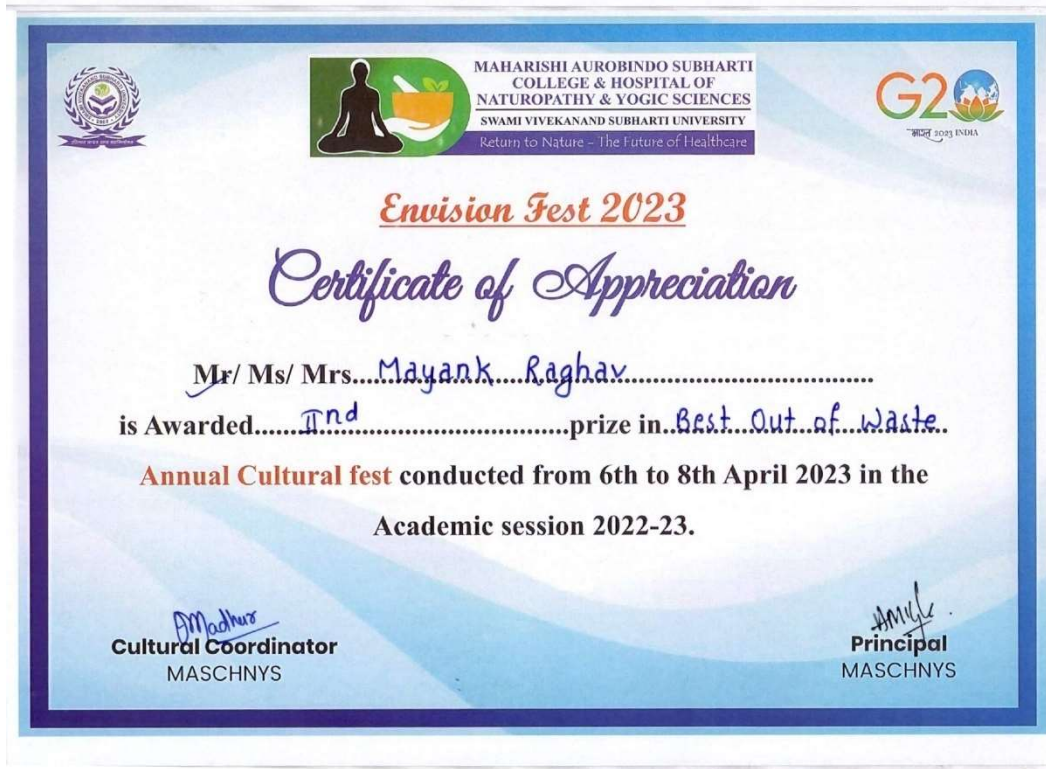 MAHARISHI AUROBINDO SUBHARTI
COLLEGE & HOSPITAL OF
NATUROPATHY & YOGIC SCIENCES
SWAMI VIVEKANAND SUBHARTI UNIVERSITY
Return to Nature - The Future of Healthcare
G20
भारत 2023 INDIA
Envision Fest 2023
Certificate of Appreciation
Mr/ Ms/ Mrs....Mayank....Raghav
is Awarded......IInd......prize in..Best...Out...of...Waste.
Annual Cultural fest conducted from 6th to 8th April 2023 in the
Academic session 2022-23.
Madhur
Cultural Coordinator
MASCHNYS
Principal
MASCHNYS